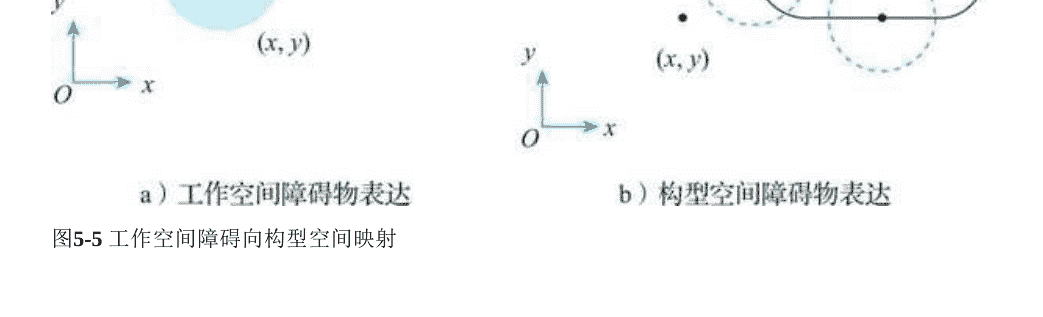 y
(x, y)
O
x
(x, y)
y
O
x
a）工作空间障碍物表达
b）构型空间障碍物表达
图5-5 工作空间障碍向构型空间映射